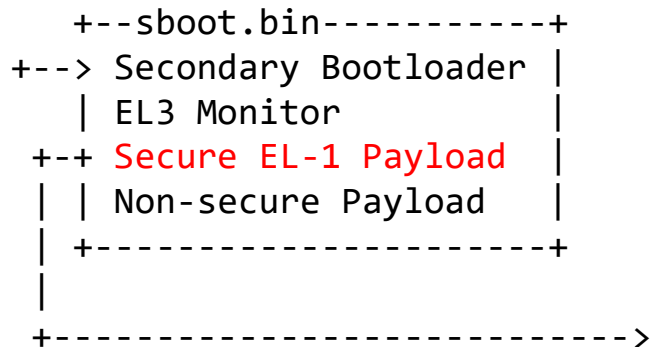 +--sboot.bin-----------+
+--> Secondary Bootloader |
| EL3 Monitor |
+-+ Secure EL-1 Payload |
| | Non-secure Payload |
| +----------------------+
|
+---------------------------->